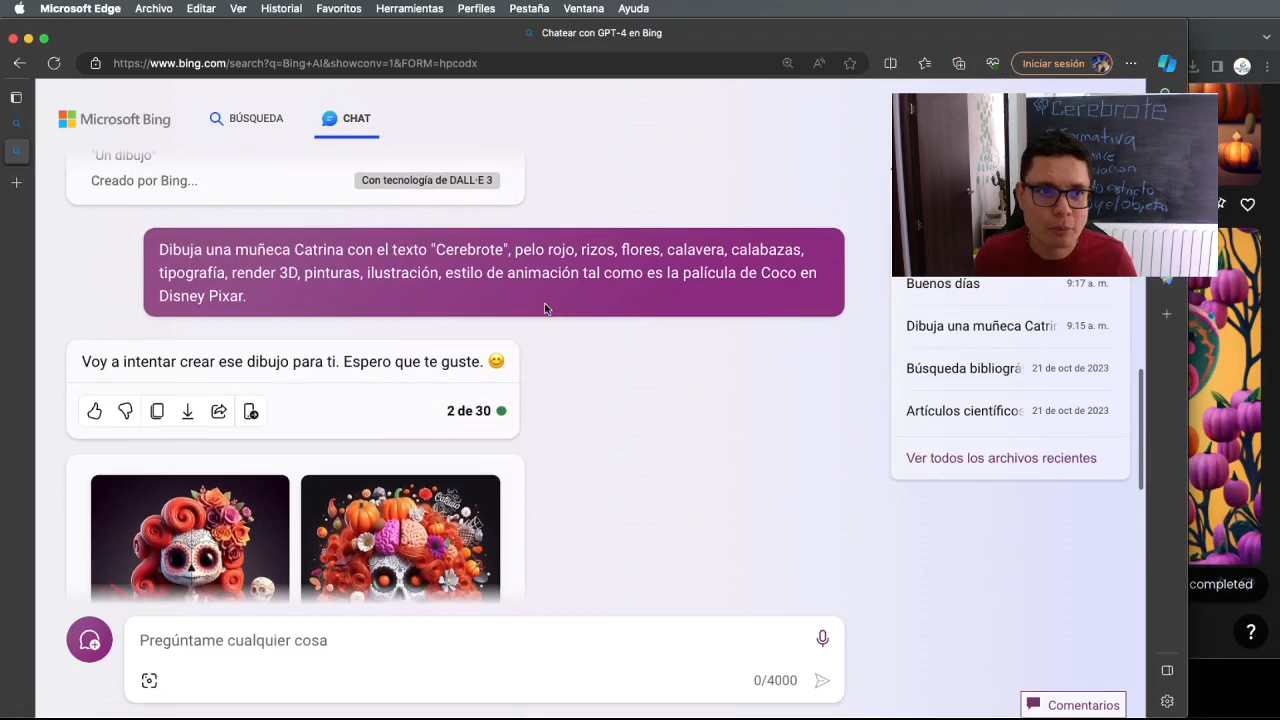 Microsoft Edge Archivo Editar Ver Historial Favoritos Herramientas Perfiles Pestaña Ventana Ayuda
Chatear con GPT-4 en Bing
https://www.bing.com/search?q=Bing+AI&showconv=1&FORM=hpcodx
Iniciar sesión
Microsoft Bing
BÚSQUEDA
CHAT
"Un dibujo"
Creado por Bing...
Con tecnología de DALL·E 3
Dibuja una muñeca Catrina con el texto "Cerebrote", pelo rojo, rizos, flores, calavera, calabazas,
tipografía, render 3D, pinturas, ilustración, estilo de animación tal como es la palícula de Coco en
Disney Pixar.
Voy a intentar crear ese dibujo para ti. Espero que te guste. 😊
2 de 30
Cerebrote
Buenos días 9:17 a. m.
Dibuja una muñeca Catri 9:15 a. m.
Búsqueda bibliográ 21 de oct de 2023
Artículos científicos 21 de oct de 2023
Ver todos los archivos recientes
completed
?
Pregúntame cualquier cosa
0/4000
Comentarios